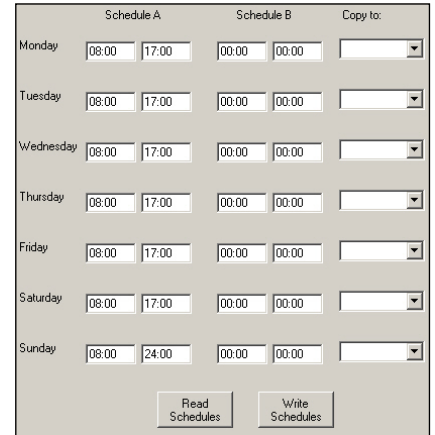 Schedule A Schedule B Copy to:
Monday 08:00 17:00 00:00 00:00
Tuesday 08:00 17:00 00:00 00:00
Wednesday 08:00 17:00 00:00 00:00
Thursday 08:00 17:00 00:00 00:00
Friday 08:00 17:00 00:00 00:00
Saturday 08:00 17:00 00:00 00:00
Sunday 08:00 24:00 00:00 00:00
Read Schedules
Write Schedules